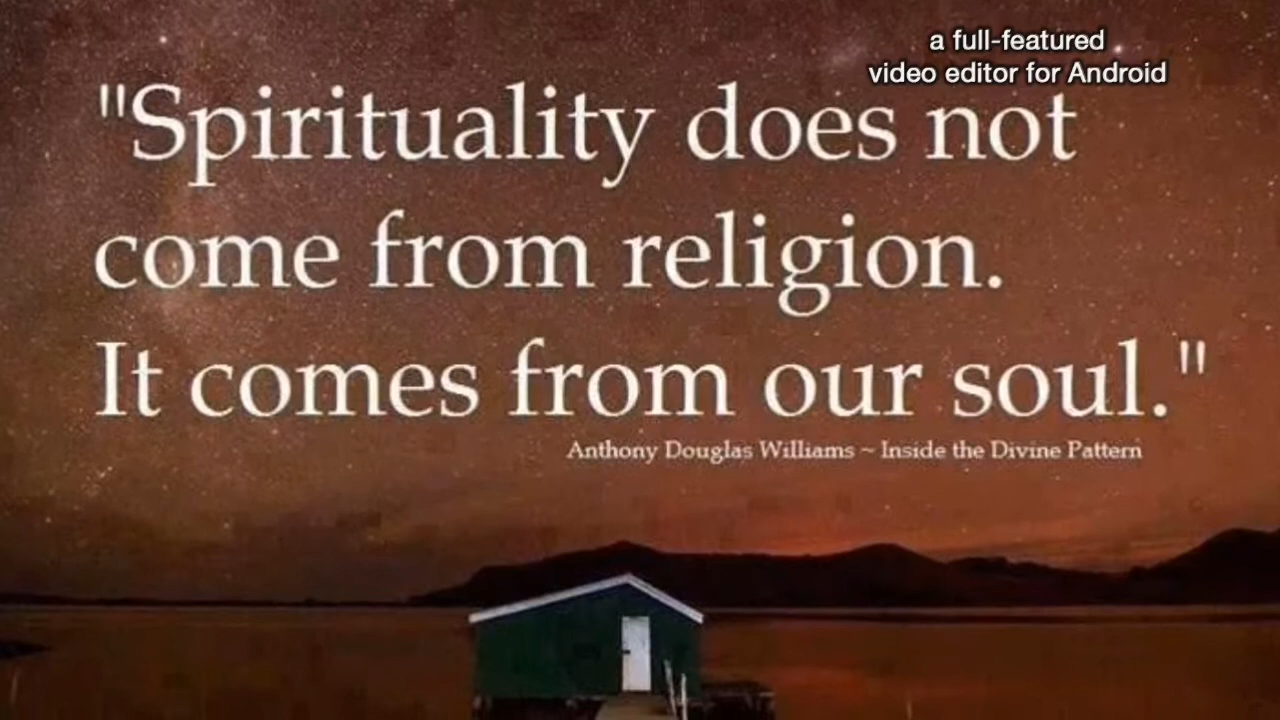 a full-featured
video editor for Android
"Spirituality does not
come from religion.
It comes from our soul."
Anthony Douglas Williams ~ Inside the Divine Pattern